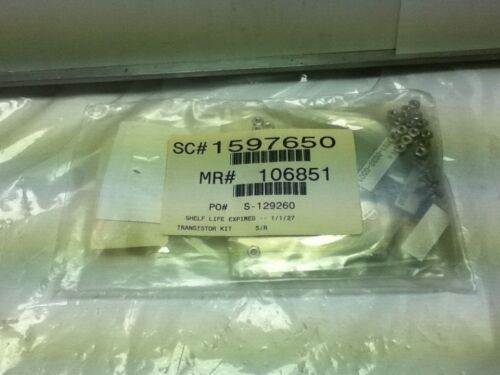 SC# 1597650
MR# 106851
PO# S-129260
SHELF LIFE EXPIRES -- 1/1/27
TRANSISTOR KIT S/R